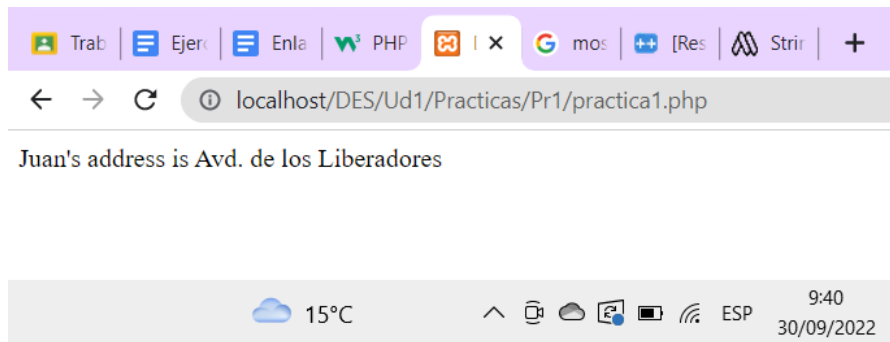 Trab Ejer Enla PHP mos [Res Strir
localhost/DES/Ud1/Practicas/Pr1/practica1.php
Juan's address is Avd. de los Liberadores
15°C ESP 9:40
30/09/2022